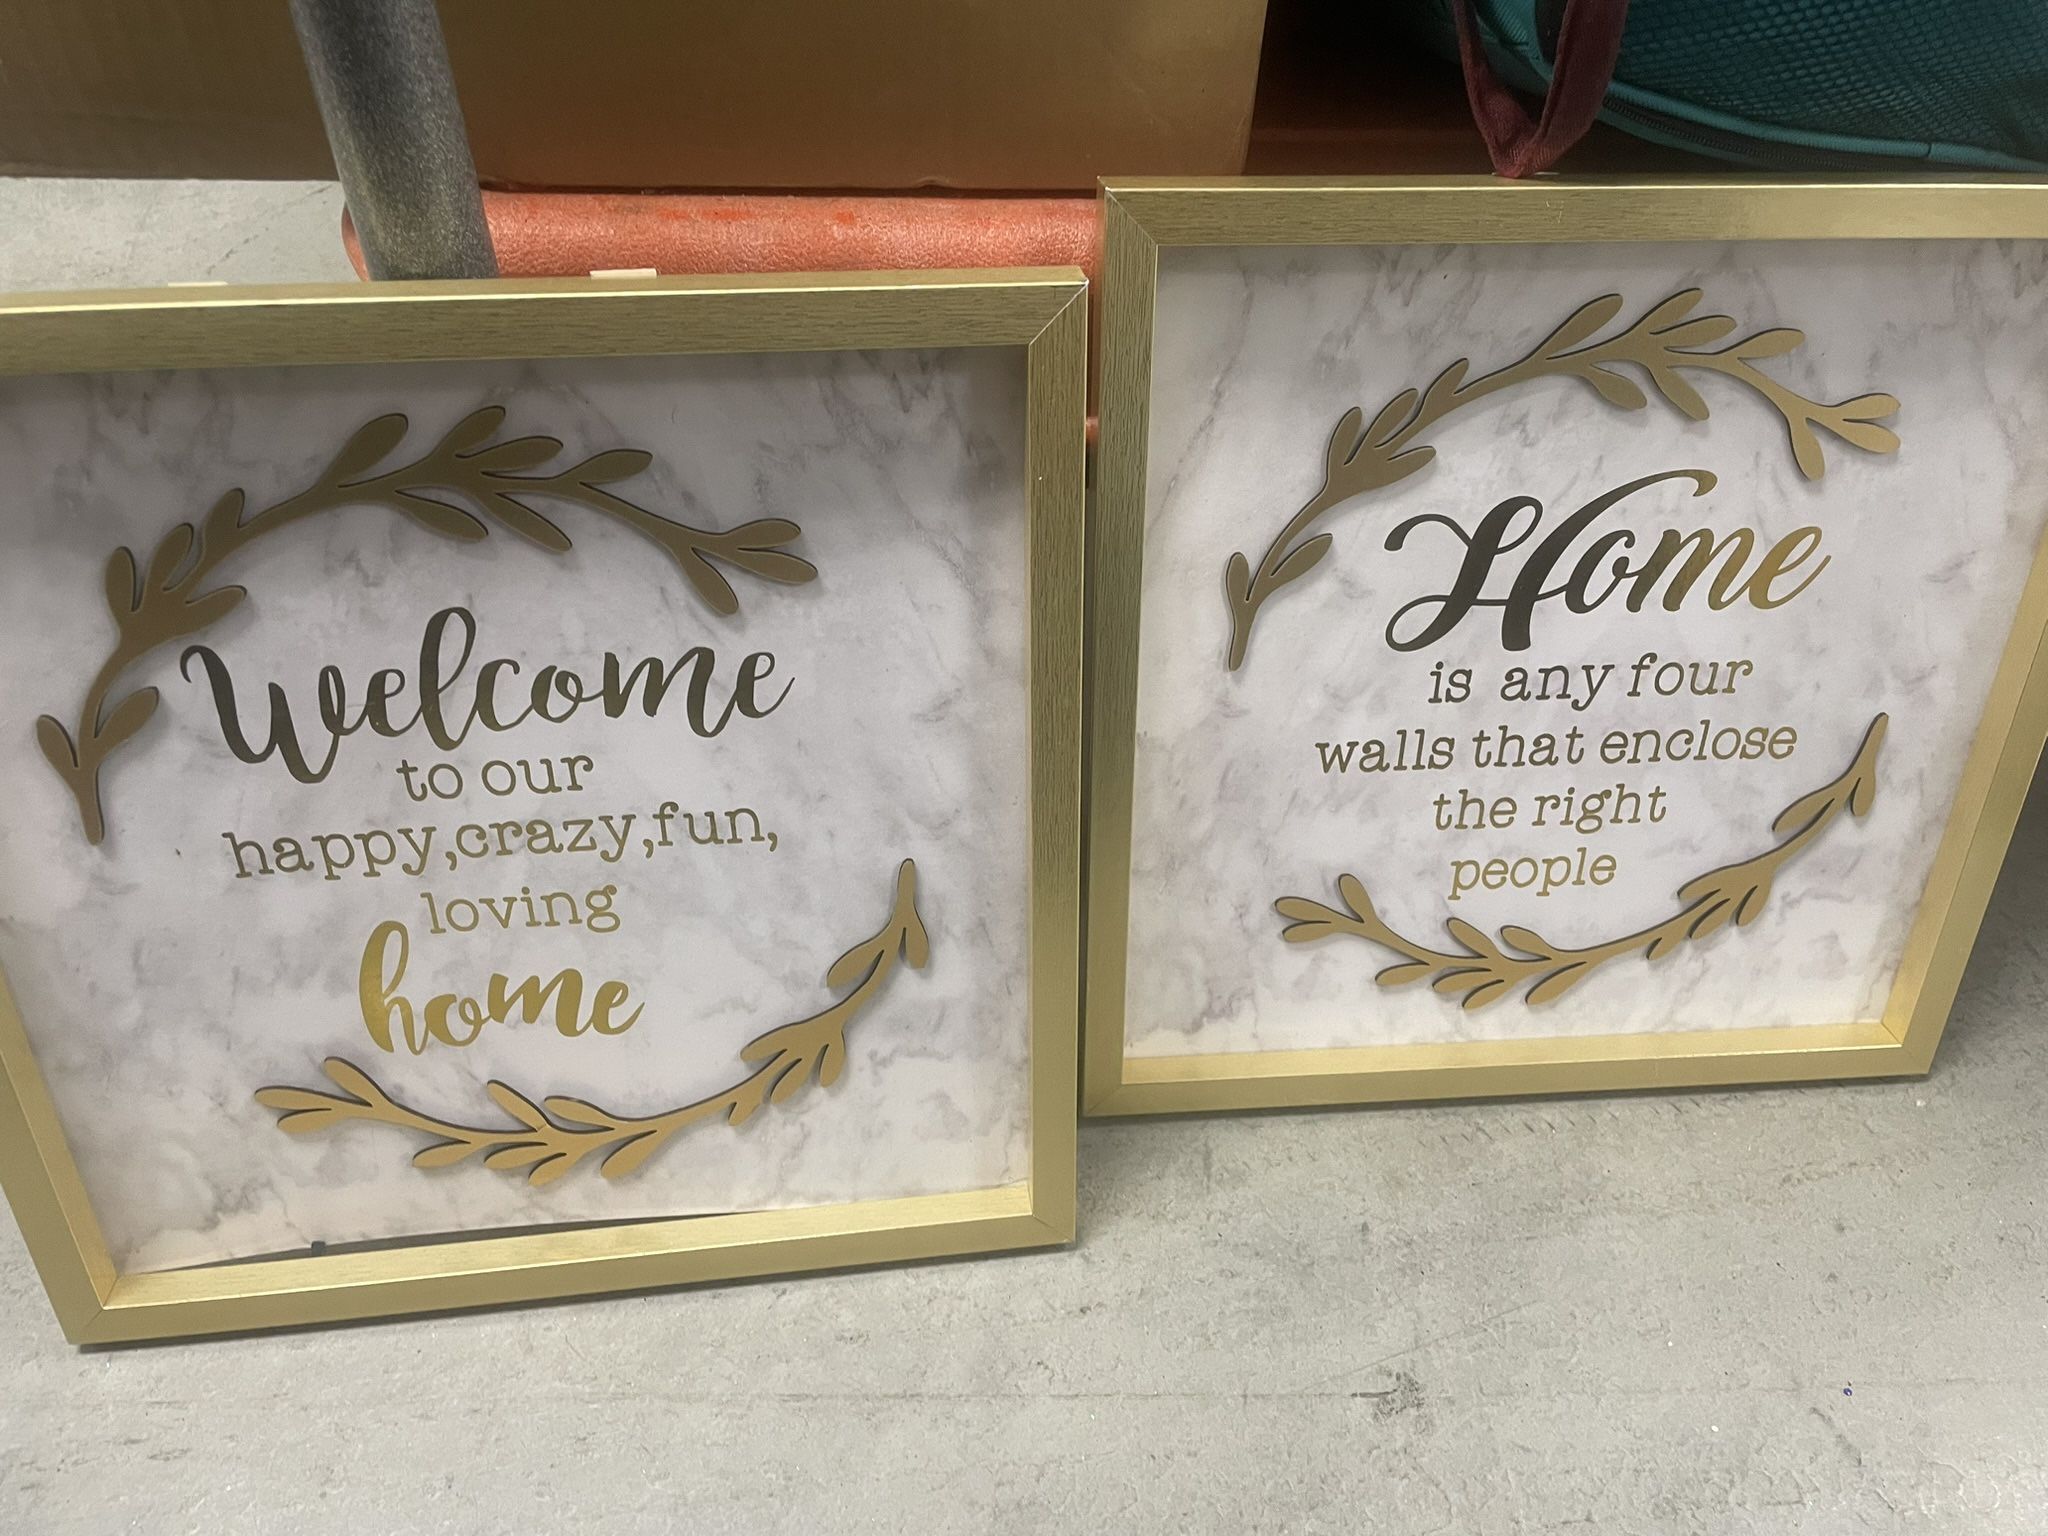 Welcome
to our
happy,crazy,fun,
loving
home
Home
is any four
walls that enclose
the right
people